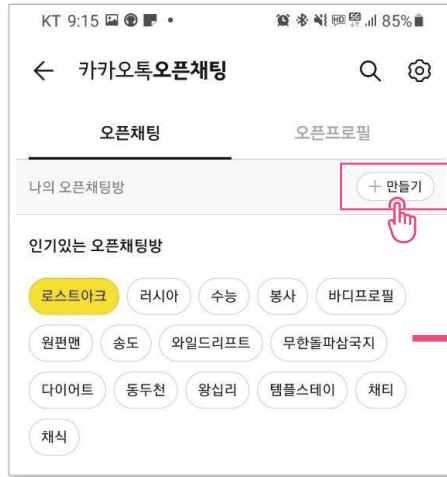 KT 9:15
85%
카카오톡오픈채팅
오픈채팅 오픈프로필
나의 오픈채팅방 + 만들기
인기있는 오픈채팅방
로스트아크 러시아 수능 봉사 바디프로필
원펀맨 송도 와일드리프트 무한돌파삼국지
다이어트 동두천 왕십리 템플스테이 채티
채식